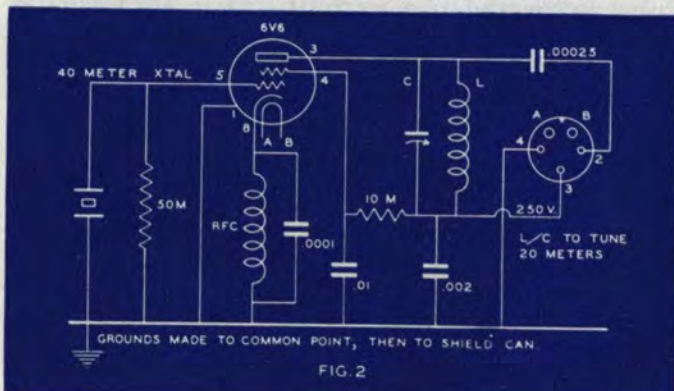 6V6
3
.00025
40 METER XTAL
5
4
C
L
A
B
1
8
A B
4
2
3
50M
10 M
250 V.
RFC
.0001
L/C TO TUNE
20 METERS
.01
.002
GROUNDS MADE TO COMMON POINT, THEN TO SHIELD CAN
FIG. 2